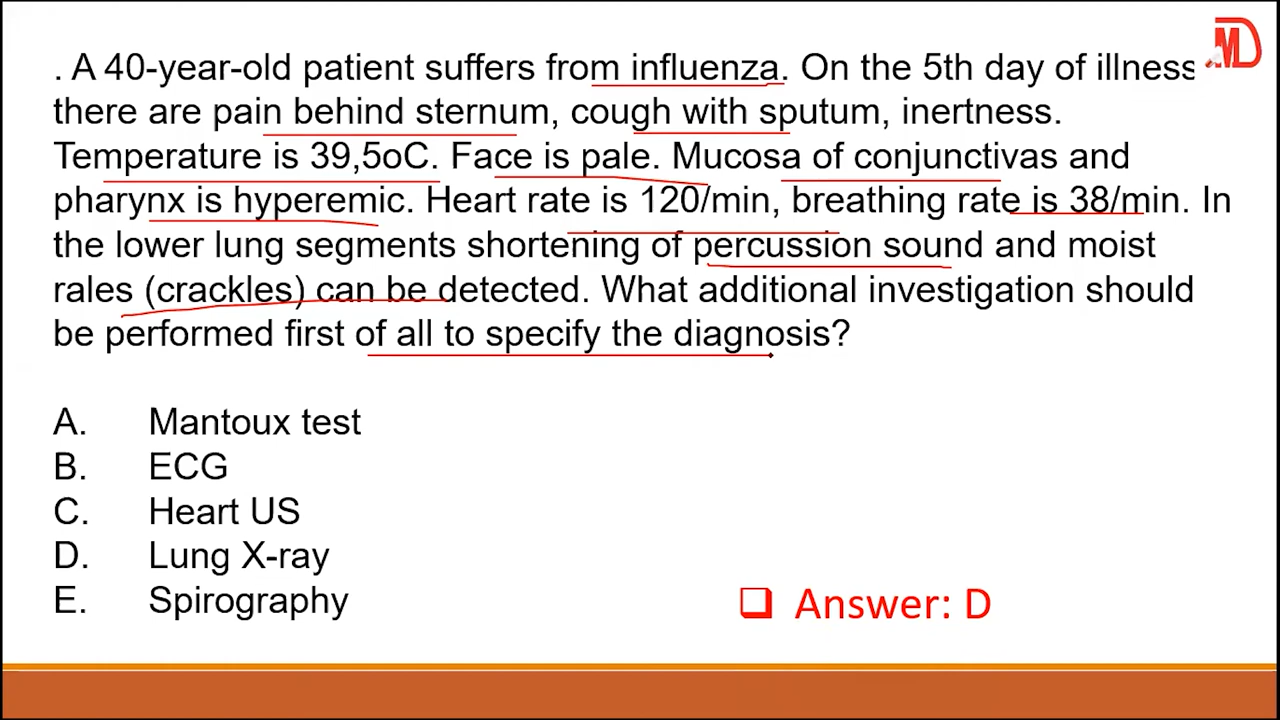 . A 40-year-old patient suffers from influenza. On the 5th day of illness
there are pain behind sternum, cough with sputum, inertness.
Temperature is 39,5oC. Face is pale. Mucosa of conjunctivas and
pharynx is hyperemic. Heart rate is 120/min, breathing rate is 38/min. In
the lower lung segments shortening of percussion sound and moist
rales (crackles) can be detected. What additional investigation should
be performed first of all to specify the diagnosis?
A. Mantoux test
B. ECG
C. Heart US
D. Lung X-ray
E. Spirography
❑ Answer: D